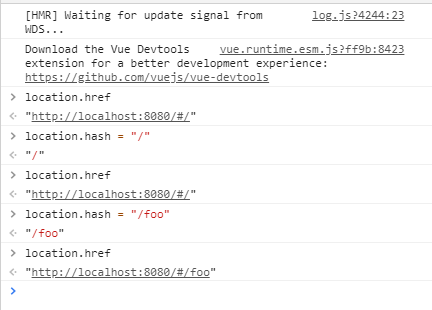 [HMR] Waiting for update signal from log.js?4244:23
WDS...
Download the Vue Devtools vue.runtime.esm.js?ff9b:8423
extension for a better development experience:
https://github.com/vuejs/vue-devtools
> location.href
< "http://localhost:8080/#/"
> location.hash = "/"
< "/"
> location.href
< "http://localhost:8080/#/"
> location.hash = "/foo"
< "/foo"
> location.href
< "http://localhost:8080/#/foo"
>